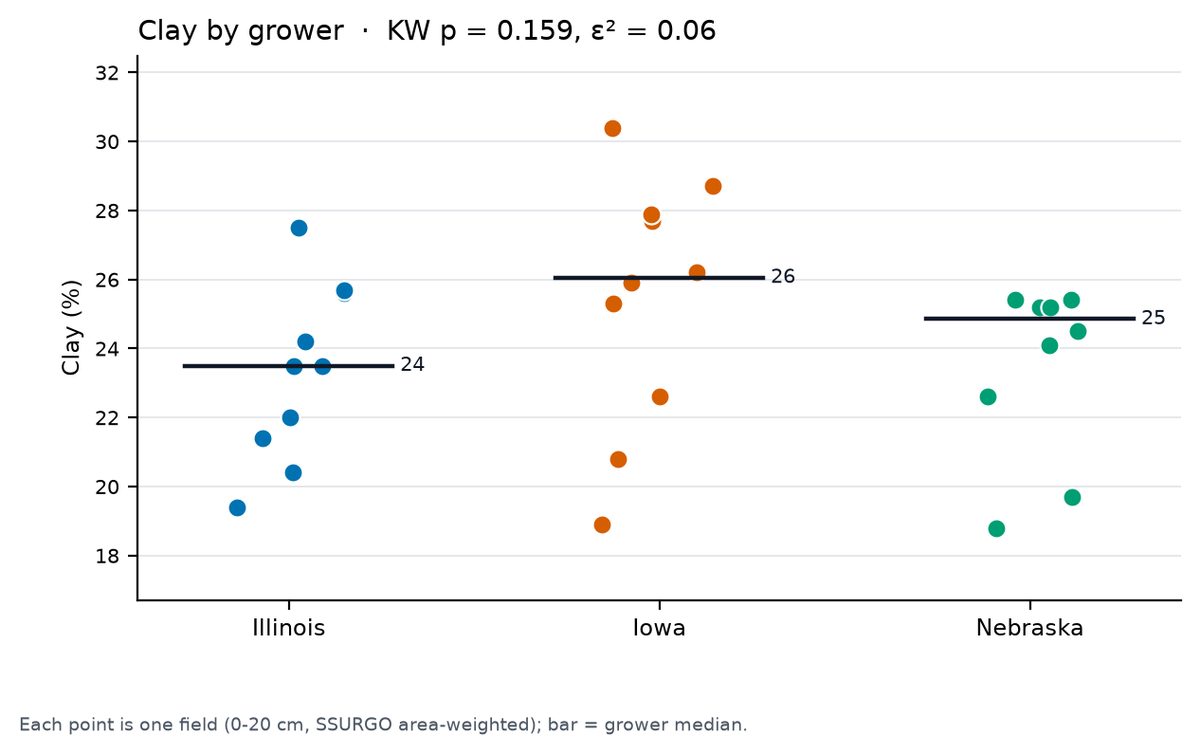 Clay by grower · KW p = 0.159, ε² = 0.06
Clay (%)
32
30
28
26
24
22
20
18
24
26
25
Illinois
Iowa
Nebraska
Each point is one field (0-20 cm, SSURGO area-weighted); bar = grower median.